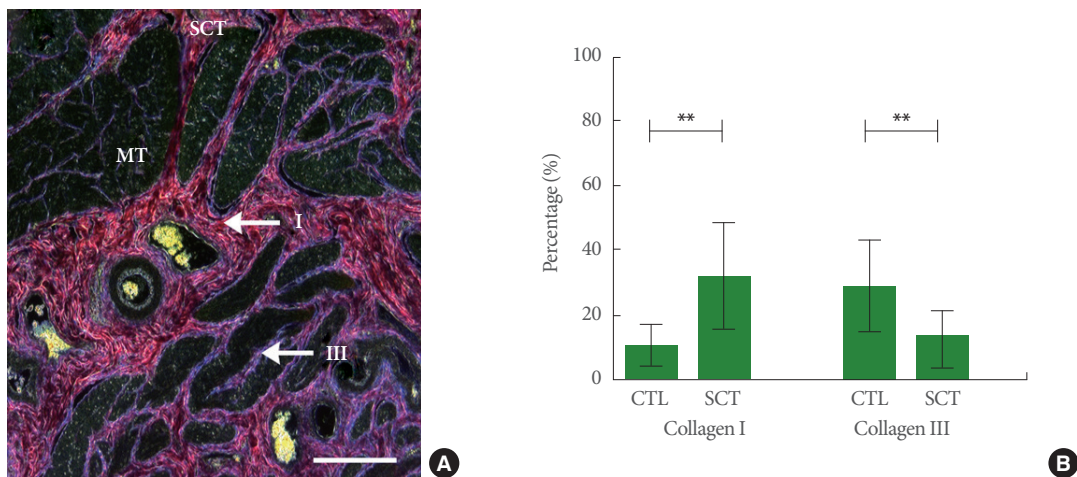 SCT
MT
I
III
A
100
80
60
40
20
0
Percentage (%)
**
**
CTL
SCT
CTL
SCT
Collagen I
Collagen III
B